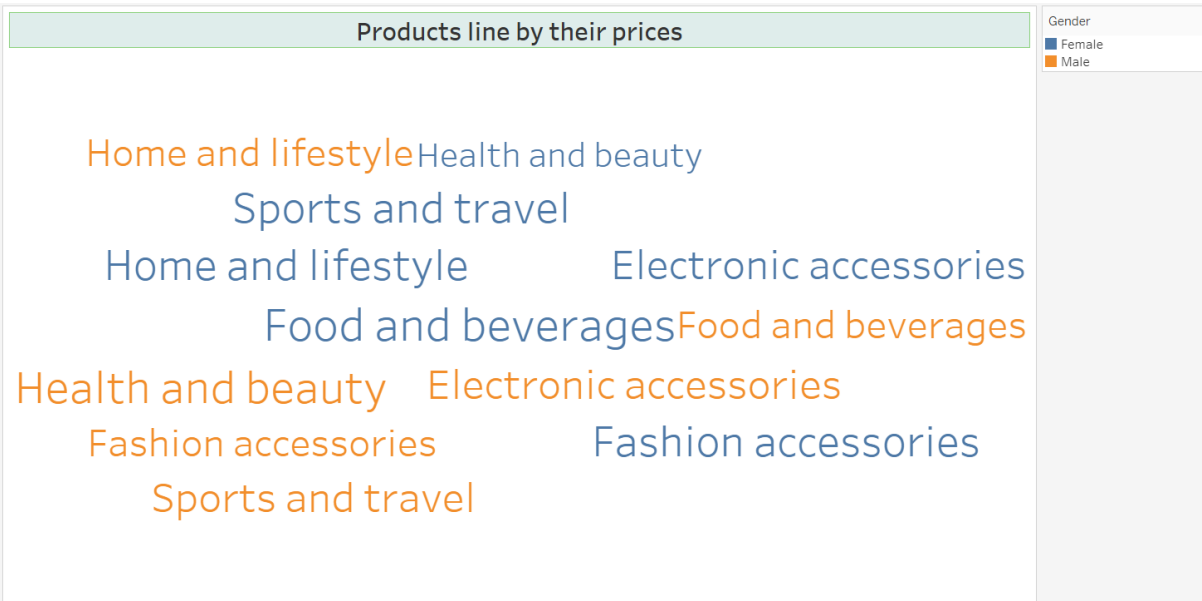 Products line by their prices
Gender
Female
Male
Home and lifestyle Health and beauty
Sports and travel
Home and lifestyle Electronic accessories
Food and beverages Food and beverages
Health and beauty Electronic accessories
Fashion accessories Fashion accessories
Sports and travel